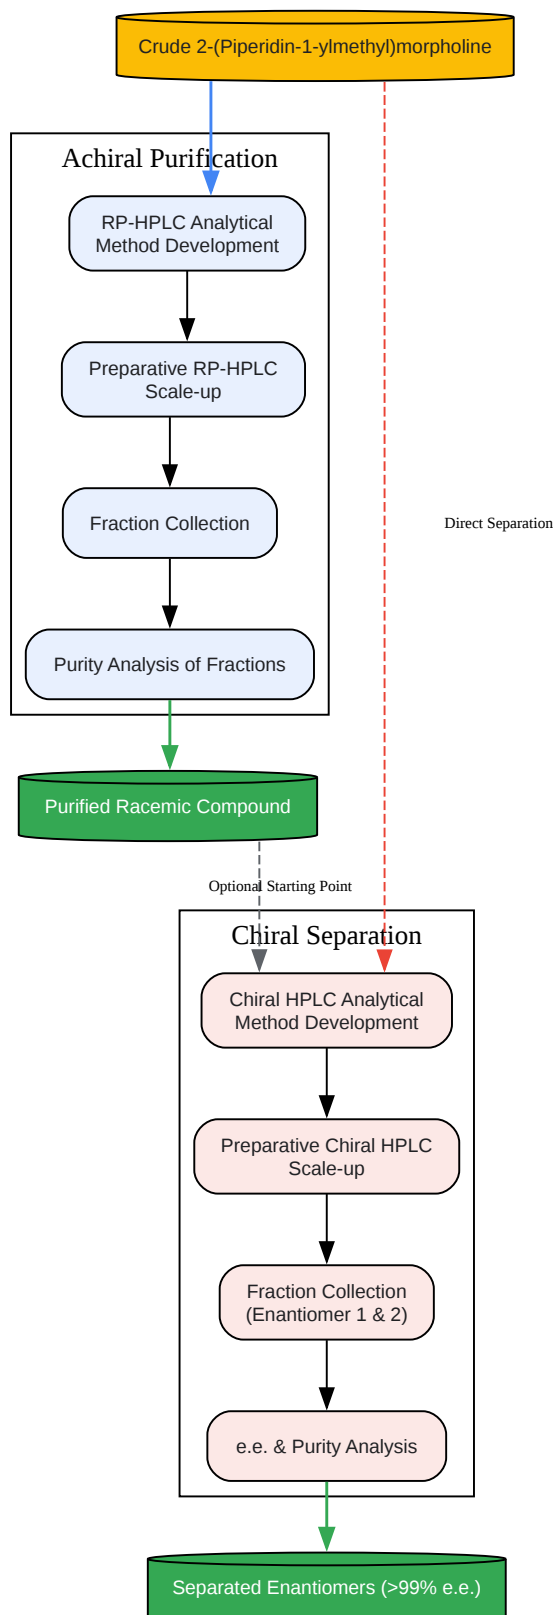 Crude 2-(Piperidin-1-ylmethyl)morpholine
Achiral Purification
RP-HPLC Analytical
Method Development
Preparative RP-HPLC
Scale-up
Fraction Collection
Direct Separation
Purity Analysis of Fractions
Purified Racemic Compound
Optional Starting Point
Chiral Separation
Chiral HPLC Analytical
Method Development
Preparative Chiral HPLC
Scale-up
Fraction Collection
(Enantiomer 1 & 2)
e.e. & Purity Analysis
Separated Enantiomers (>99% e.e.)